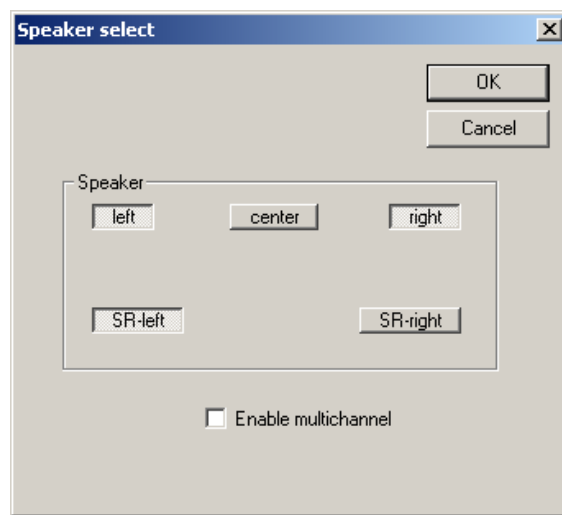 Speaker select
OK
Cancel
Speaker
left center right
SR-left SR-right
Enable multichannel